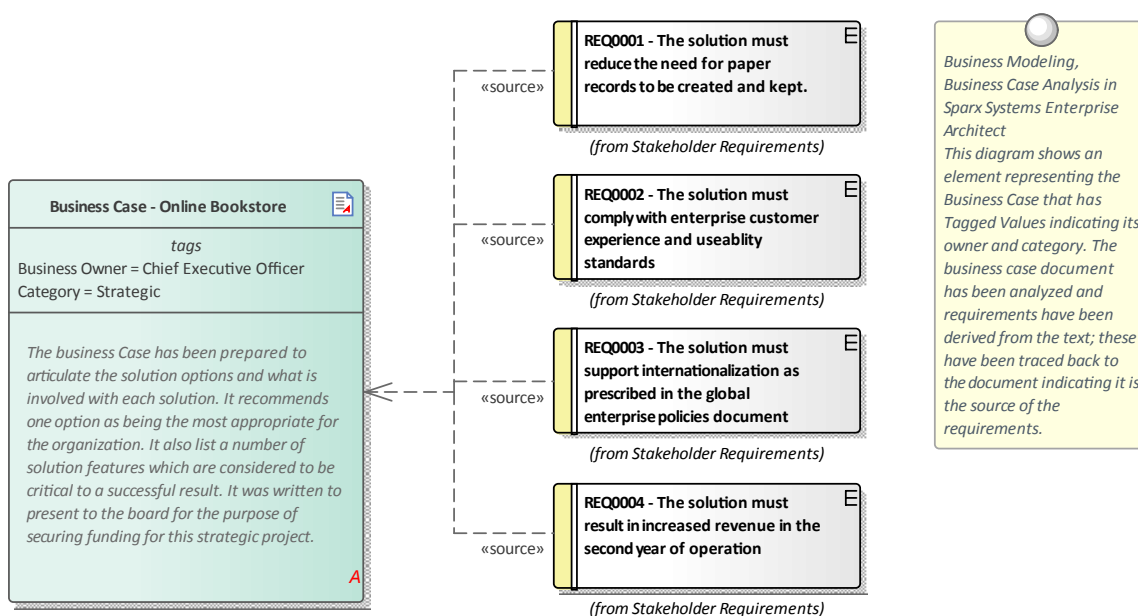 Business Case - Online Bookstore
tags
Business Owner = Chief Executive Officer
Category = Strategic
The business Case has been prepared to
articulate the solution options and what is
involved with each solution. It recommends
one option as being the most appropriate for
the organization. It also list a number of
solution features which are considered to be
critical to a successful result. It was written to
present to the board for the purpose of
securing funding for this strategic project.
A
«source»
«source»
«source»
«source»
REQ0001 - The solution must
reduce the need for paper
records to be created and kept.
E
(from Stakeholder Requirements)
REQ0002 - The solution must
comply with enterprise customer
experience and useablity
standards
E
(from Stakeholder Requirements)
REQ0003 - The solution must
support internationalization as
prescribed in the global
enterprise policies document
E
(from Stakeholder Requirements)
REQ0004 - The solution must
result in increased revenue in the
second year of operation
E
(from Stakeholder Requirements)
Business Modeling,
Business Case Analysis in
Sparx Systems Enterprise
Architect
This diagram shows an
element representing the
Business Case that has
Tagged Values indicating its
owner and category. The
business case document
has been analyzed and
requirements have been
derived from the text; these
have been traced back to
the document indicating it is
the source of the
requirements.